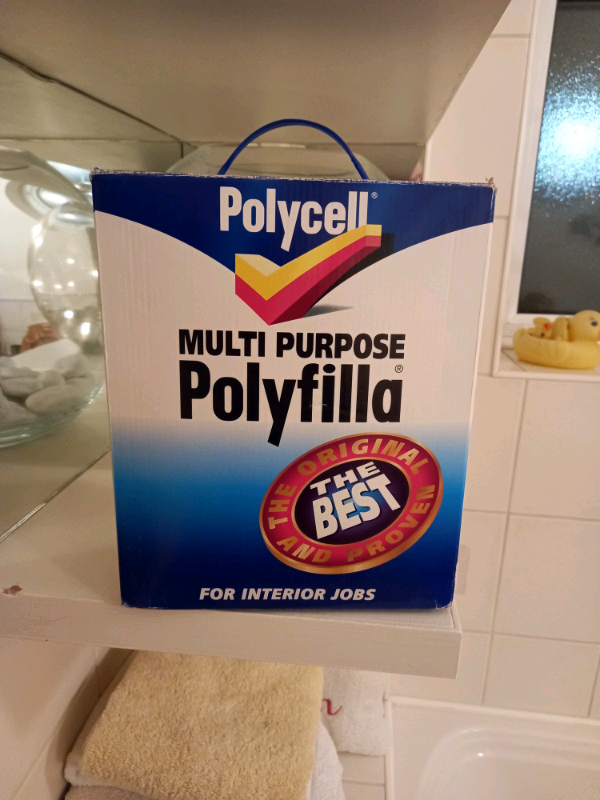 Polycell®
MULTI PURPOSE
Polyfilla®
THE ORIGINAL
THE
BEST
AND PROVEN
FOR INTERIOR JOBS